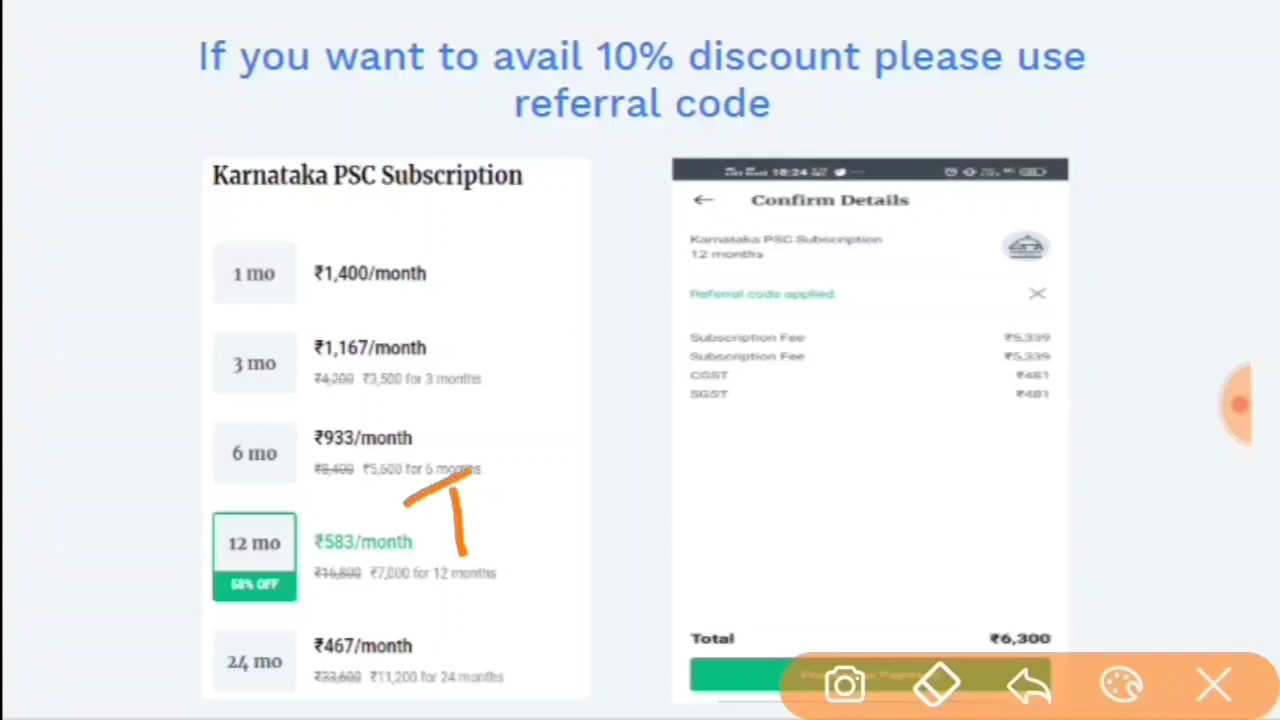 If you want to avail 10% discount please use
referral code
Karnataka PSC Subscription
1 mo
₹1,400/month
3 mo
₹1,167/month
₹4,200 ₹3,500 for 3 months
6 mo
₹933/month
₹8,400 ₹5,600 for 6 months
12 mo
58% OFF
₹583/month
₹16,800 ₹7,000 for 12 months
24 mo
₹467/month
₹33,600 ₹11,200 for 24 months
18:24
Confirm Details
Karnataka PSC Subscription
12 months
Referral code applied
Subscription Fee ₹5,339
Subscription Fee ₹5,339
CGST ₹481
SGST ₹481
Total ₹6,300